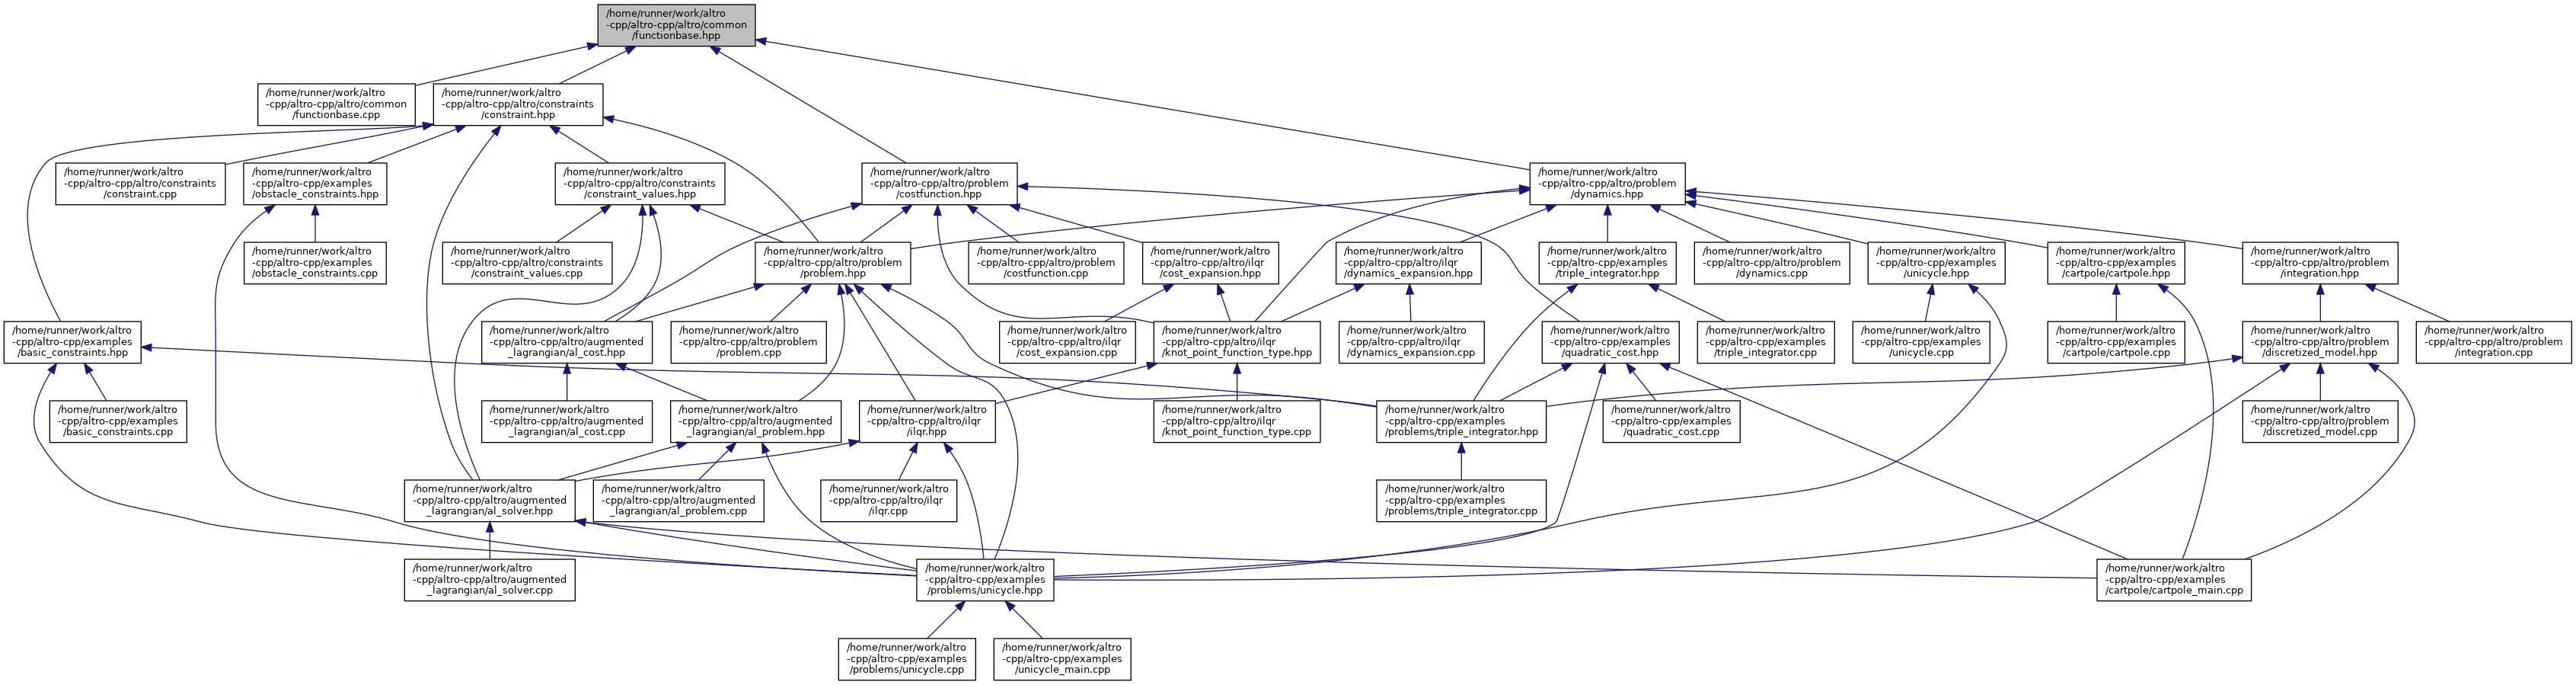 /home/runner/work/altro
-cpp/altro-cpp/altro/common
/functionbase.hpp
/home/runner/work/altro
-cpp/altro-cpp/altro/common
/functionbase.cpp
/home/runner/work/altro
-cpp/altro-cpp/altro/constraints
/constraint.hpp
/home/runner/work/altro
-cpp/altro-cpp/altro/constraints
/constraint.cpp
/home/runner/work/altro
-cpp/altro-cpp/examples
/obstacle_constraints.hpp
/home/runner/work/altro
-cpp/altro-cpp/altro/constraints
/constraint_values.hpp
/home/runner/work/altro
-cpp/altro-cpp/altro/problem
/costfunction.hpp
/home/runner/work/altro
-cpp/altro-cpp/altro/problem
/dynamics.hpp
/home/runner/work/altro
-cpp/altro-cpp/examples
/obstacle_constraints.cpp
/home/runner/work/altro
-cpp/altro-cpp/altro/constraints
/constraint_values.cpp
/home/runner/work/altro
-cpp/altro-cpp/altro/problem
/problem.hpp
/home/runner/work/altro
-cpp/altro-cpp/altro/problem
/costfunction.cpp
/home/runner/work/altro
-cpp/altro-cpp/altro/ilqr
/cost_expansion.hpp
/home/runner/work/altro
-cpp/altro-cpp/altro/ilqr
/dynamics_expansion.hpp
/home/runner/work/altro
-cpp/altro-cpp/examples
/triple_integrator.hpp
/home/runner/work/altro
-cpp/altro-cpp/altro/problem
/dynamics.cpp
/home/runner/work/altro
-cpp/altro-cpp/examples
/unicycle.hpp
/home/runner/work/altro
-cpp/altro-cpp/examples
/cartpole/cartpole.hpp
/home/runner/work/altro
-cpp/altro-cpp/altro/problem
/integration.hpp
/home/runner/work/altro
-cpp/altro-cpp/examples
/basic_constraints.hpp
/home/runner/work/altro
-cpp/altro-cpp/altro/augmented
_lagrangian/al_cost.hpp
/home/runner/work/altro
-cpp/altro-cpp/altro/problem
/problem.cpp
/home/runner/work/altro
-cpp/altro-cpp/altro/ilqr
/cost_expansion.cpp
/home/runner/work/altro
-cpp/altro-cpp/altro/ilqr
/knot_point_function_type.hpp
/home/runner/work/altro
-cpp/altro-cpp/altro/ilqr
/dynamics_expansion.cpp
/home/runner/work/altro
-cpp/altro-cpp/examples
/quadratic_cost.hpp
/home/runner/work/altro
-cpp/altro-cpp/examples
/triple_integrator.cpp
/home/runner/work/altro
-cpp/altro-cpp/examples
/unicycle.cpp
/home/runner/work/altro
-cpp/altro-cpp/examples
/cartpole/cartpole.cpp
/home/runner/work/altro
-cpp/altro-cpp/altro/problem
/discretized_model.hpp
/home/runner/work/altro
-cpp/altro-cpp/altro/problem
/integration.cpp
/home/runner/work/altro
-cpp/altro-cpp/examples
/basic_constraints.cpp
/home/runner/work/altro
-cpp/altro-cpp/altro/augmented
_lagrangian/al_cost.cpp
/home/runner/work/altro
-cpp/altro-cpp/altro/augmented
_lagrangian/al_problem.hpp
/home/runner/work/altro
-cpp/altro-cpp/altro/ilqr
/ilqr.hpp
/home/runner/work/altro
-cpp/altro-cpp/altro/ilqr
/knot_point_function_type.cpp
/home/runner/work/altro
-cpp/altro-cpp/examples
/problems/triple_integrator.hpp
/home/runner/work/altro
-cpp/altro-cpp/examples
/quadratic_cost.cpp
/home/runner/work/altro
-cpp/altro-cpp/altro/problem
/discretized_model.cpp
/home/runner/work/altro
-cpp/altro-cpp/altro/augmented
_lagrangian/al_solver.hpp
/home/runner/work/altro
-cpp/altro-cpp/altro/augmented
_lagrangian/al_problem.cpp
/home/runner/work/altro
-cpp/altro-cpp/altro/ilqr
/ilqr.cpp
/home/runner/work/altro
-cpp/altro-cpp/examples
/problems/triple_integrator.cpp
/home/runner/work/altro
-cpp/altro-cpp/altro/augmented
_lagrangian/al_solver.cpp
/home/runner/work/altro
-cpp/altro-cpp/examples
/problems/unicycle.hpp
/home/runner/work/altro
-cpp/altro-cpp/examples
/cartpole/cartpole_main.cpp
/home/runner/work/altro
-cpp/altro-cpp/examples
/problems/unicycle.cpp
/home/runner/work/altro
-cpp/altro-cpp/examples
/unicycle_main.cpp